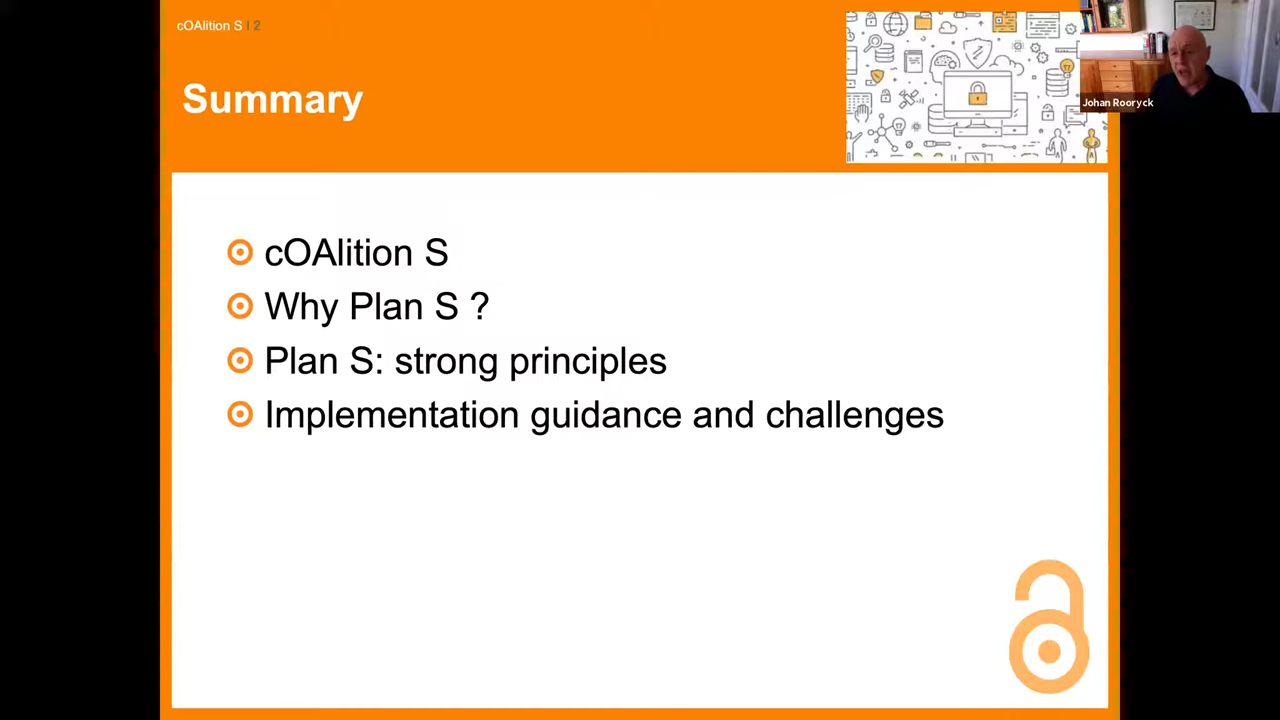 cOAlition S | 2
Summary
Johan Rooryck
cOAlition S
Why Plan S ?
Plan S: strong principles
Implementation guidance and challenges